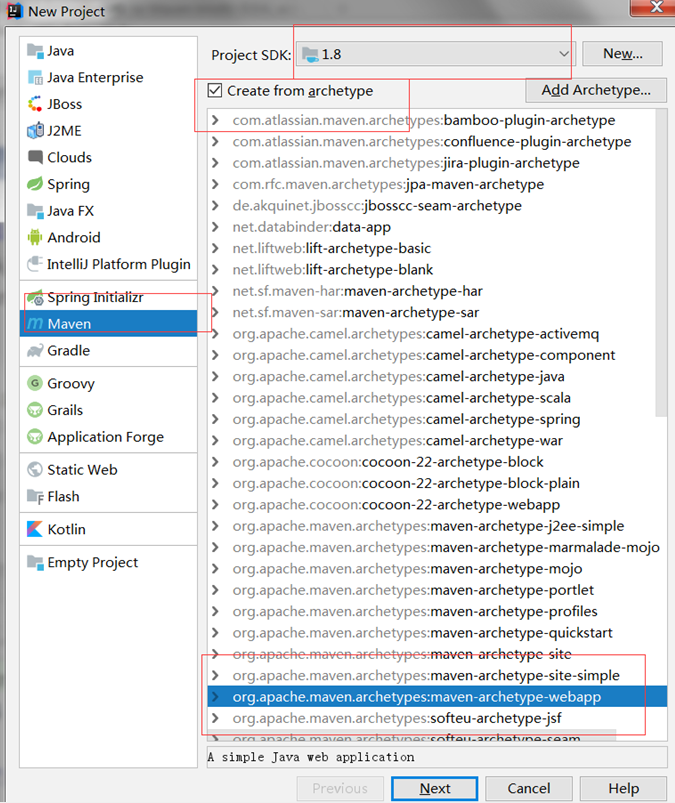 New Project
Java
Java Enterprise
JBoss
J2ME
Clouds
Spring
Java FX
Android
IntelliJ Platform Plugin
Spring Initializr
Maven
Gradle
Groovy
Grails
Application Forge
Static Web
Flash
Kotlin
Empty Project
Project SDK: 1.8 New...
Create from archetype Add Archetype...
com.atlassian.maven.archetypes:bamboo-plugin-archetype
com.atlassian.maven.archetypes:confluence-plugin-archetype
com.atlassian.maven.archetypes:jira-plugin-archetype
com.rfc.maven.archetypes:jpa-maven-archetype
de.akquinet.jbosscc:jbosscc-seam-archetype
net.databinder:data-app
net.liftweb:lift-archetype-basic
net.liftweb:lift-archetype-blank
net.sf.maven-har:maven-archetype-har
net.sf.maven-sar:maven-archetype-sar
org.apache.camel.archetypes:camel-archetype-activemq
org.apache.camel.archetypes:camel-archetype-component
org.apache.camel.archetypes:camel-archetype-java
org.apache.camel.archetypes:camel-archetype-scala
org.apache.camel.archetypes:camel-archetype-spring
org.apache.camel.archetypes:camel-archetype-war
org.apache.cocoon:cocoon-22-archetype-block
org.apache.cocoon:cocoon-22-archetype-block-plain
org.apache.cocoon:cocoon-22-archetype-webapp
org.apache.maven.archetypes:maven-archetype-j2ee-simple
org.apache.maven.archetypes:maven-archetype-marmalade-mojo
org.apache.maven.archetypes:maven-archetype-mojo
org.apache.maven.archetypes:maven-archetype-portlet
org.apache.maven.archetypes:maven-archetype-profiles
org.apache.maven.archetypes:maven-archetype-quickstart
org.apache.maven.archetypes:maven-archetype-site
org.apache.maven.archetypes:maven-archetype-site-simple
org.apache.maven.archetypes:maven-archetype-webapp
org.apache.maven.archetypes:softeu-archetype-jsf
org.apache.maven.archetypes:softeu-archetype-seam
A simple Java web application
Previous Next Cancel Help